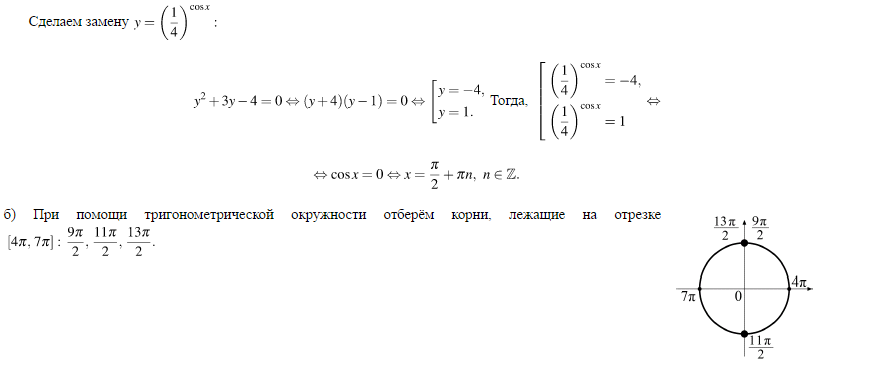 Сделаем замену $y = \left(\frac{1}{4}\right)^{\cos x}$ :
$y^2 + 3y - 4 = 0 \Leftrightarrow (y+4)(y-1) = 0 \Leftrightarrow \left[\begin{array}{l} y = -4, \\ y = 1. \end{array}\right.$ Тогда, $\left[\begin{array}{l} \left(\frac{1}{4}\right)^{\cos x} = -4, \\ \left(\frac{1}{4}\right)^{\cos x} = 1 \end{array}\right. \Leftrightarrow$
$\Leftrightarrow \cos x = 0 \Leftrightarrow x = \frac{\pi}{2} + \pi n, \; n \in \mathbb{Z}.$
б) При помощи тригонометрической окружности отберём корни, лежащие на отрезке
$[4\pi, 7\pi] : \frac{9\pi}{2}, \frac{11\pi}{2}, \frac{13\pi}{2}.$
$\frac{13\pi}{2}$ $\frac{9\pi}{2}$
$4\pi$
$7\pi$ 0
$\frac{11\pi}{2}$